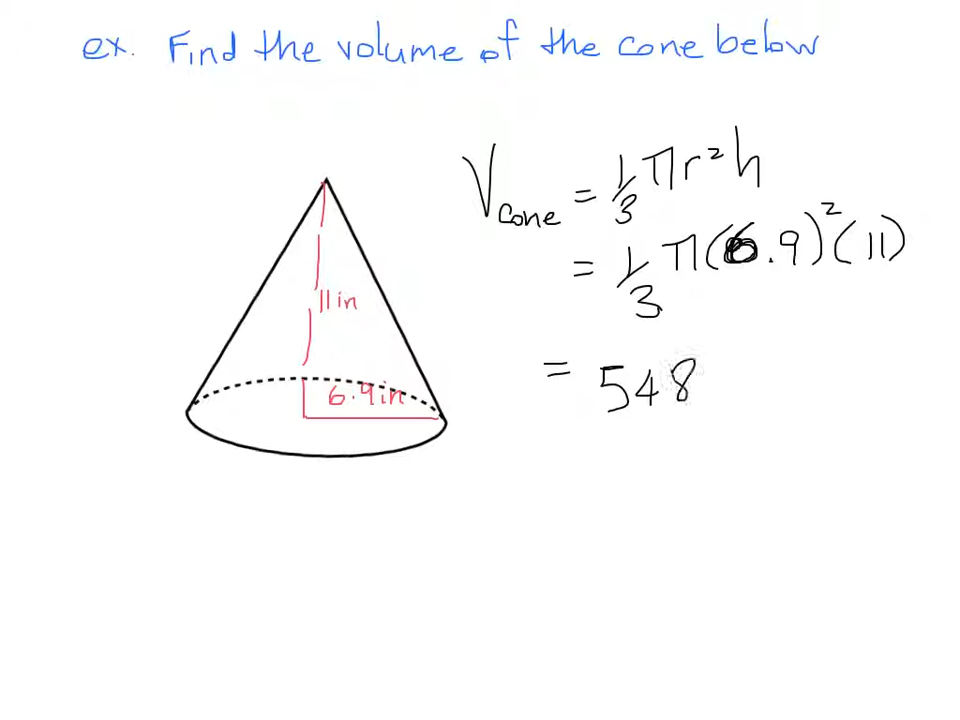 ex. Find the volume of the cone below
V cone = 1/3 πr²h
= 1/3 π(6.9)²(11)
11in
= 548
6.9in